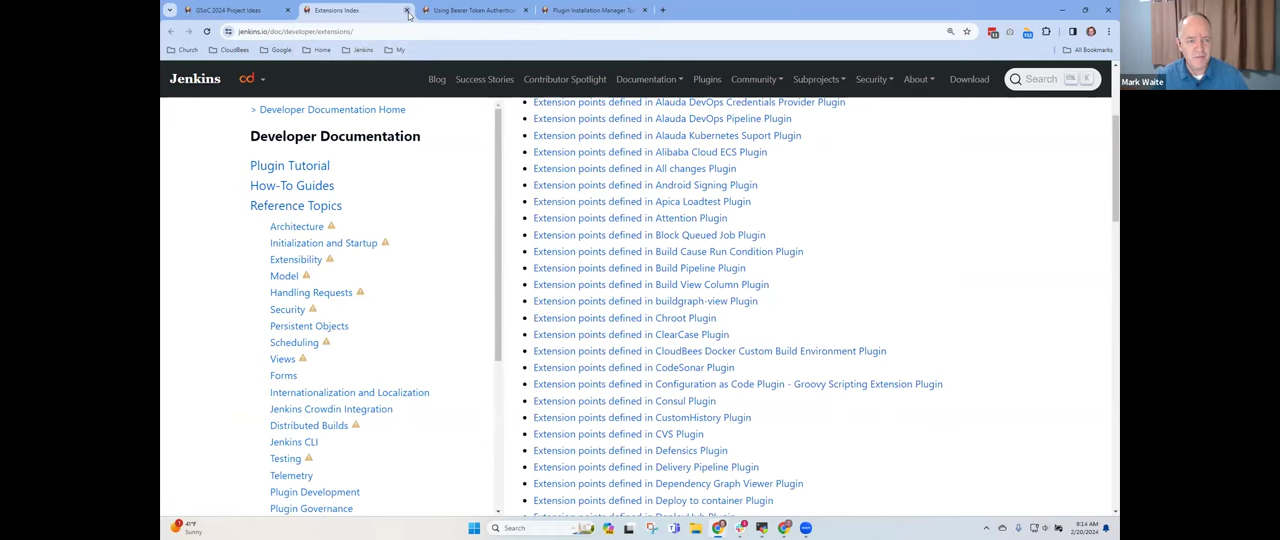 GSoC 2024 Project Ideas
Extensions Index
Using Bearer Token Authentic
Plugin Installation Manager To
jenkins.io/doc/developer/extensions/
Church
CloudBees
Google
Home
Jenkins
My
All Bookmarks
Jenkins
cd
Blog
Success Stories
Contributor Spotlight
Documentation
Plugins
Community
Subprojects
Security
About
Download
Search
K
Mark Waite
> Developer Documentation Home
Developer Documentation
Plugin Tutorial
How-To Guides
Reference Topics
Architecture
Initialization and Startup
Extensibility
Model
Handling Requests
Security
Persistent Objects
Scheduling
Views
Forms
Internationalization and Localization
Jenkins Crowdin Integration
Distributed Builds
Jenkins CLI
Testing
Telemetry
Plugin Development
Plugin Governance
Extension points defined in Alauda DevOps Credentials Provider Plugin
Extension points defined in Alauda DevOps Pipeline Plugin
Extension points defined in Alauda Kubernetes Suport Plugin
Extension points defined in Alibaba Cloud ECS Plugin
Extension points defined in All changes Plugin
Extension points defined in Android Signing Plugin
Extension points defined in Apica Loadtest Plugin
Extension points defined in Attention Plugin
Extension points defined in Block Queued Job Plugin
Extension points defined in Build Cause Run Condition Plugin
Extension points defined in Build Pipeline Plugin
Extension points defined in Build View Column Plugin
Extension points defined in buildgraph-view Plugin
Extension points defined in Chroot Plugin
Extension points defined in ClearCase Plugin
Extension points defined in CloudBees Docker Custom Build Environment Plugin
Extension points defined in CodeSonar Plugin
Extension points defined in Configuration as Code Plugin - Groovy Scripting Extension Plugin
Extension points defined in Consul Plugin
Extension points defined in CustomHistory Plugin
Extension points defined in CVS Plugin
Extension points defined in Defensics Plugin
Extension points defined in Delivery Pipeline Plugin
Extension points defined in Dependency Graph Viewer Plugin
Extension points defined in Deploy to container Plugin
Extension points defined in DeployHub Plugin
41°F
Sunny
Search
9:14 AM
2/20/2024